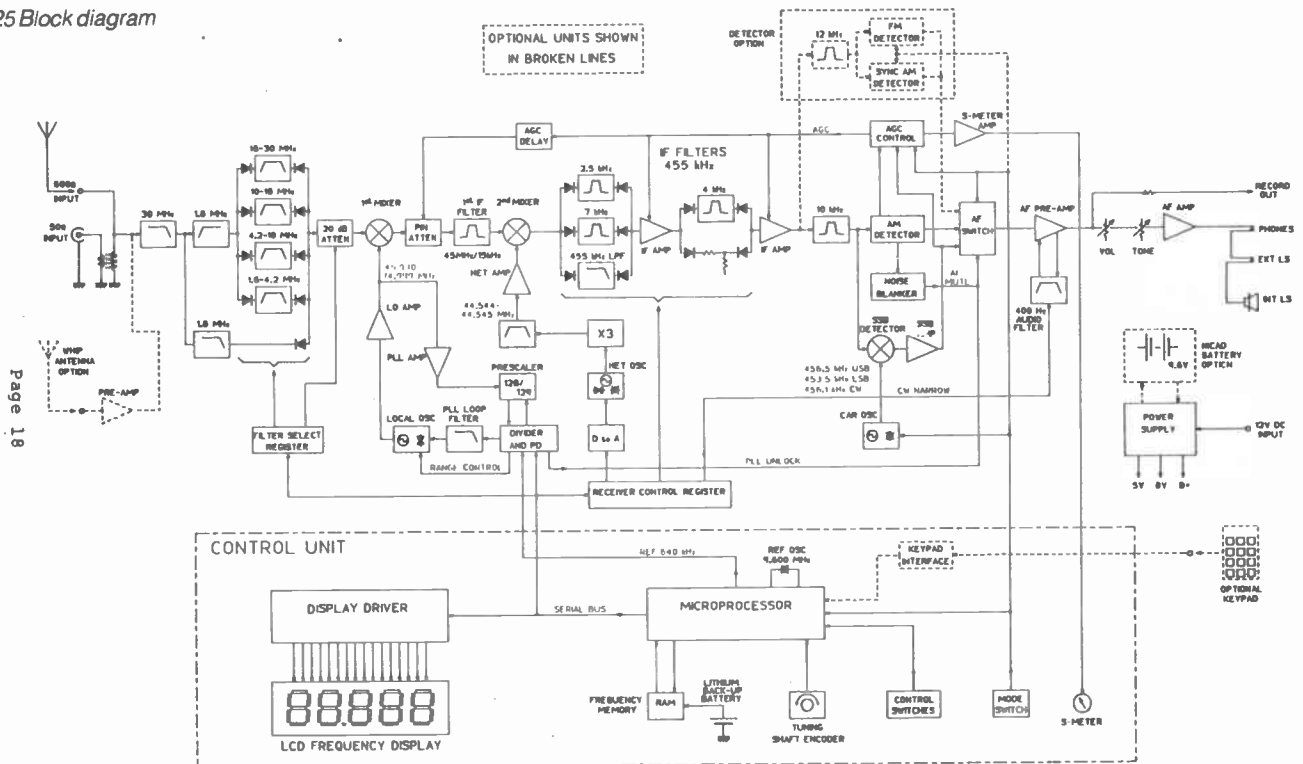 25 Block diagram
OPTIONAL UNITS SHOWN
IN BROKEN LINES
DETECTOR
OPTION
12 kHz
FM
DETECTOR
SYNC AM
DETECTOR
600Ω
INPUT
50Ω
INPUT
30 MHz
1.8 MHz
18-30 MHz
10-18 MHz
4.2-10 MHz
1.8-4.2 MHz
1.8 MHz
20 dB
ATTEN
1st MIXER
AGC
DELAY
PIN
ATTEN
1st IF
FILTER
45MHz/15kHz
2nd MIXER
HET AMP
IF FILTERS
455 kHz
2.5 kHz
7 kHz
455 kHz LPF
IF AMP
4 kHz
IF AMP
10 kHz
AGC
AGC
CONTROL
S-METER
AMP
AM
DETECTOR
NOISE
BLANKER
AF
SWITCH
MUTE
SSB
DETECTOR
SSB
AF PRE-AMP
400 Hz
AUDIO
FILTER
VOL
TONE
AF AMP
RECORD
OUT
PHONES
EXT LS
INT LS
WHIP
ANTENNA
OPTION
PRE-AMP
LO AMP
PLL AMP
44.544-
44.545 MHz
X3
HET OSC
PRESCALER
128/
129
FILTER SELECT
REGISTER
LOCAL OSC
PLL LOOP
FILTER
DIVIDER
AND PD
D to A
RANGE CONTROL
PLL UNLOCK
RECEIVER CONTROL REGISTER
456.5 kHz USB
453.5 kHz LSB
456.1 kHz CW
CW NARROW
CAR OSC
NICAD
BATTERY
OPTION
9.6V
POWER
SUPPLY
12V DC
INPUT
5V
8V
B+
page 18
CONTROL UNIT
REF 640 kHz
REF OSC
9.600 MHz
KEYPAD
INTERFACE
OPTIONAL
KEYPAD
DISPLAY DRIVER
SERIAL BUS
MICROPROCESSOR
88.888
LCD FREQUENCY DISPLAY
FREQUENCY
MEMORY
RAM
LITHIUM
BACK-UP
BATTERY
TUNING
SHAFT ENCODER
CONTROL
SWITCHES
MODE
SWITCH
S-METER